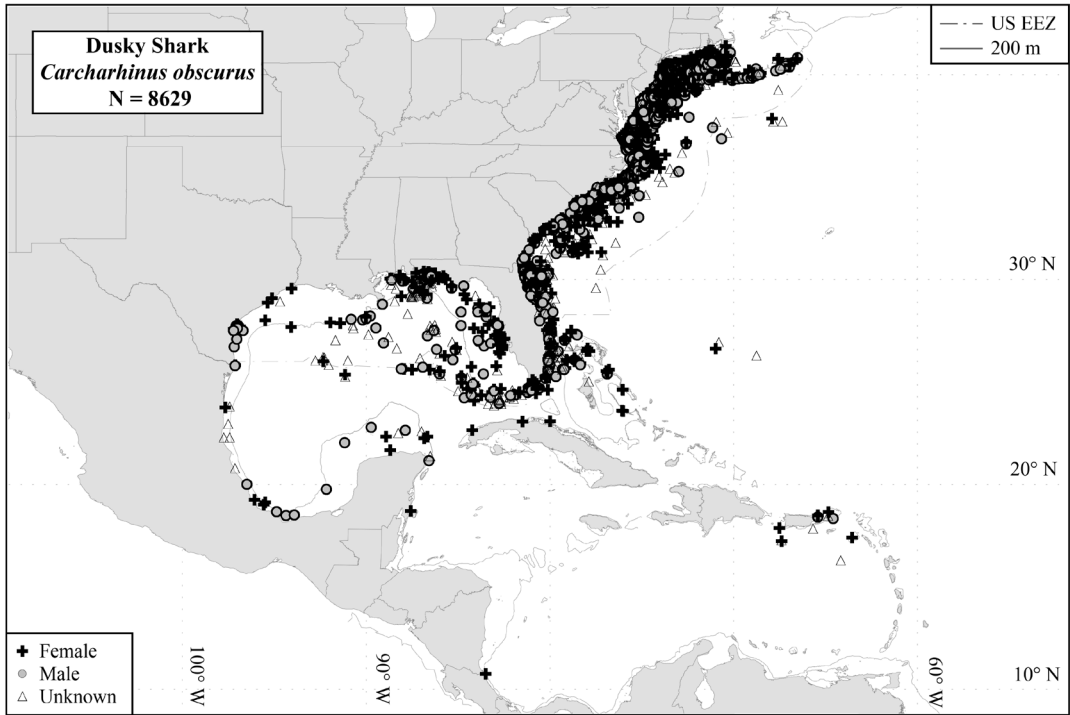 Dusky Shark
Carcharhinus obscurus
N = 8629
US EEZ
200 m
30° N
20° N
10° N
100° W
90° W
60° W
Female
Male
Unknown